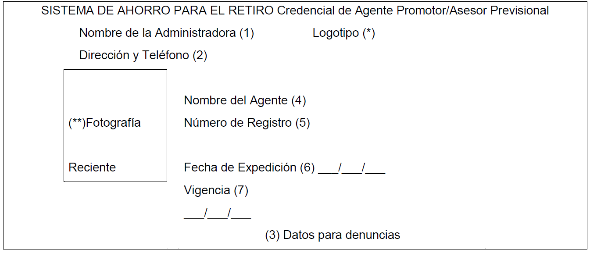 SISTEMA DE AHORRO PARA EL RETIRO Credencial de Agente Promotor/Asesor Previsional
Nombre de la Administradora (1) Logotipo (*)
Dirección y Teléfono (2)
Nombre del Agente (4)
(**)Fotografía Número de Registro (5)
Reciente Fecha de Expedición (6) ___/___/___
Vigencia (7)
___/___/___
(3) Datos para denuncias